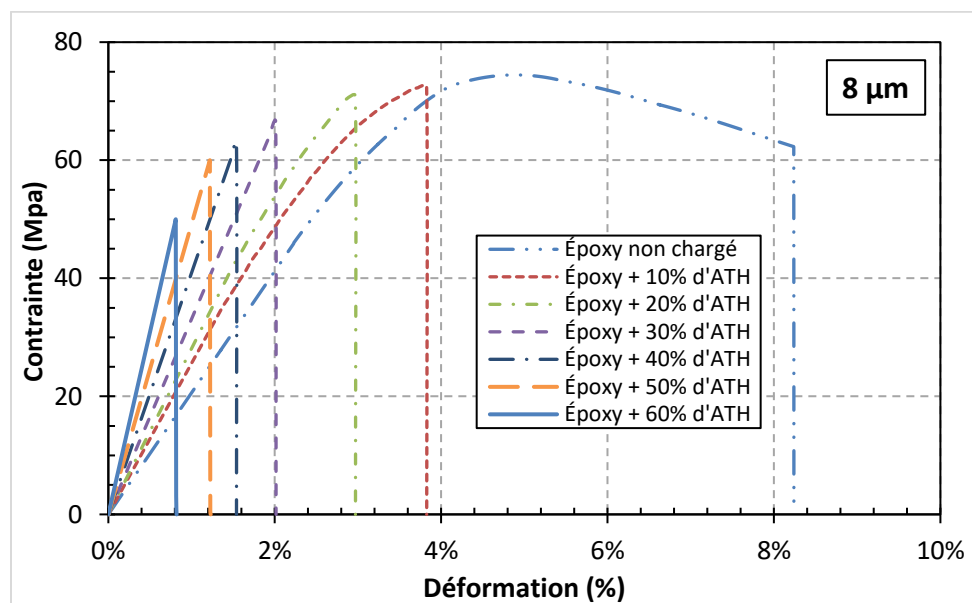 80
60
40
20
0
Contrainte (Mpa)
8 µm
Époxy non chargé
Époxy + 10% d'ATH
Époxy + 20% d'ATH
Époxy + 30% d'ATH
Époxy + 40% d'ATH
Époxy + 50% d'ATH
Époxy + 60% d'ATH
0% 2% 4% 6% 8% 10%
Déformation (%)